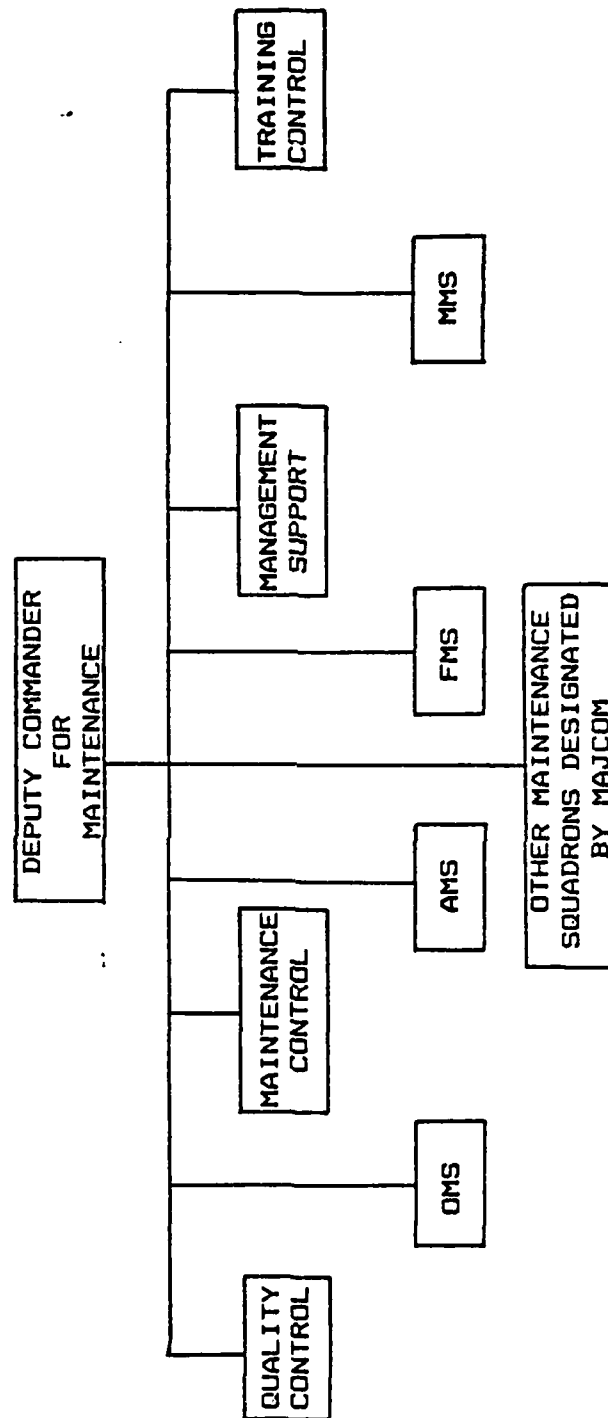 DEPUTY COMMANDER
FOR
MAINTENANCE
QUALITY
CONTROL
MAINTENANCE
CONTROL
MANAGEMENT
SUPPORT
TRAINING
CONTROL
OMS
AMS
FMS
MMS
OTHER MAINTENANCE
SQUADRONS DESIGNATED
BY MAJCOM